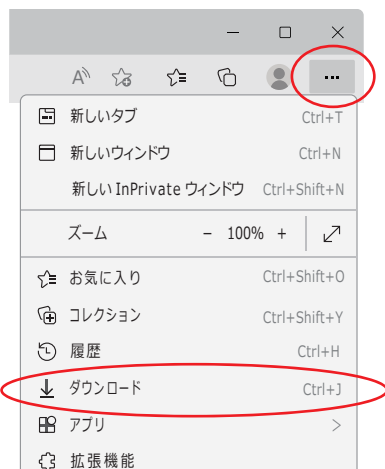 A
新しいタブ Ctrl+T
新しいウィンドウ Ctrl+N
新しい InPrivate ウィンドウ Ctrl+Shift+N
ズーム - 100% +
お気に入り Ctrl+Shift+O
コレクション Ctrl+Shift+Y
履歴 Ctrl+H
ダウンロード Ctrl+J
アプリ >
拡張機能